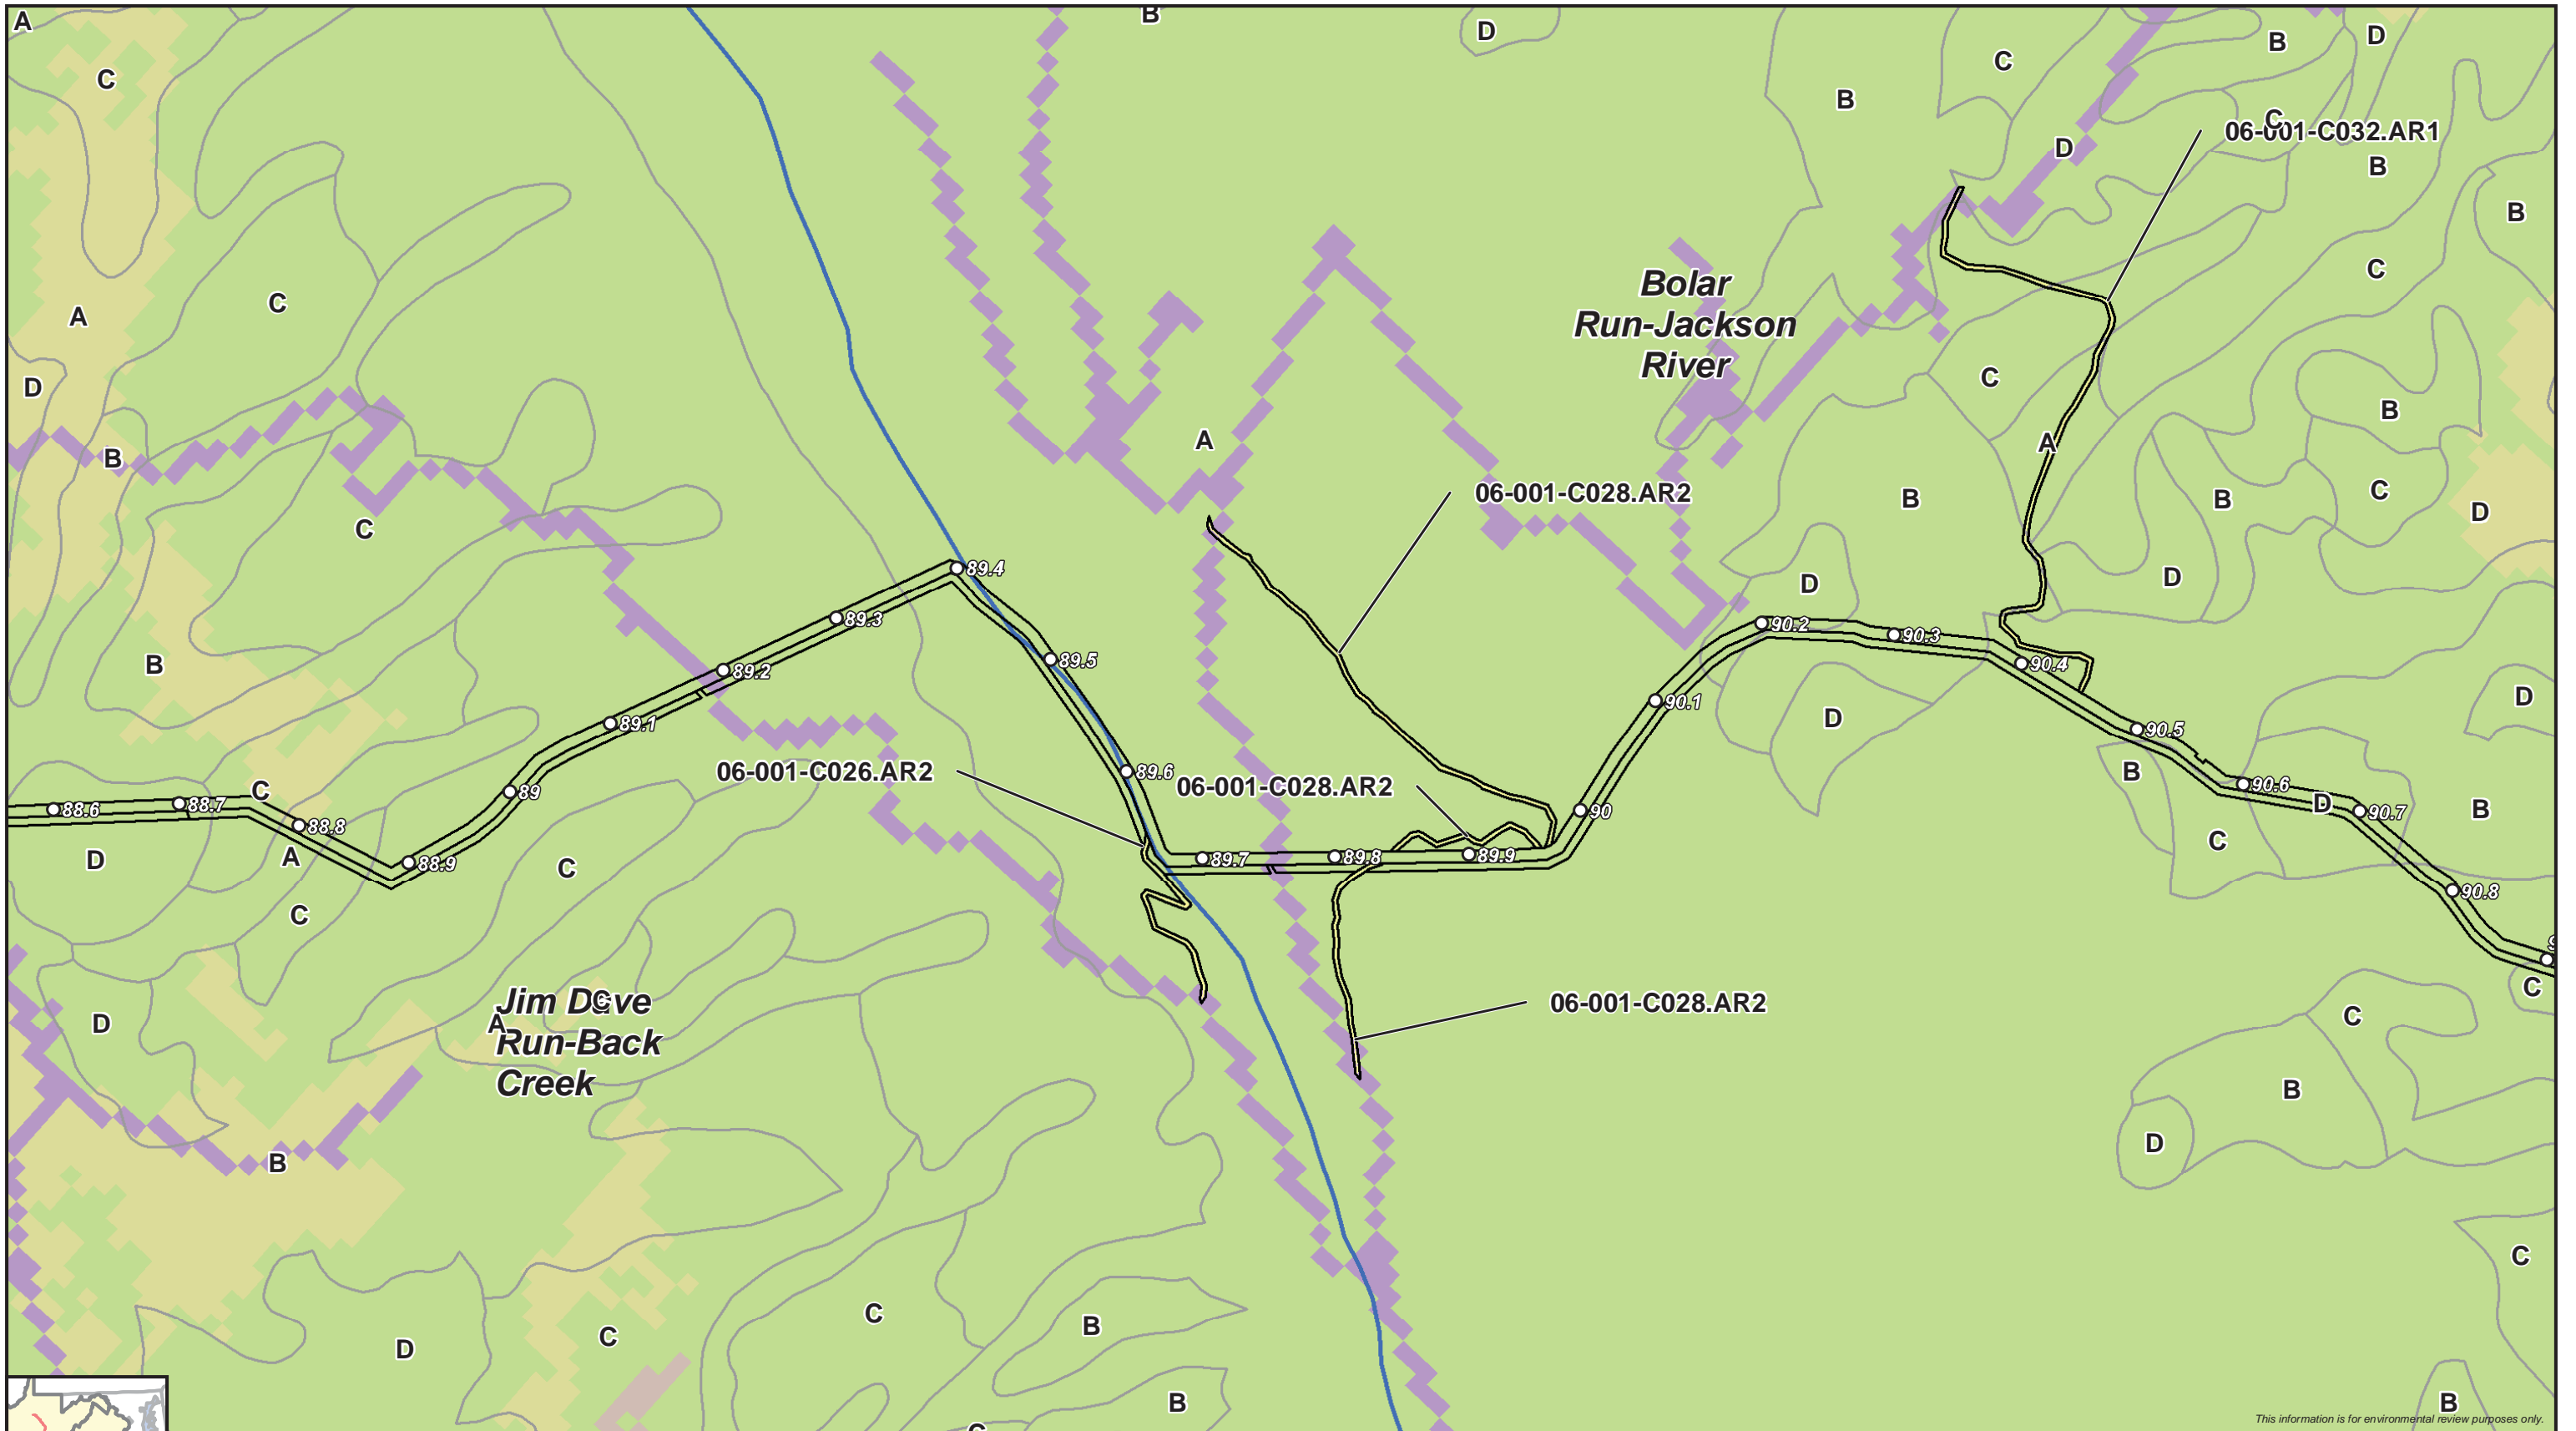 A
B
D
B
D
C
C
B
C
06-001-C032.AR1
D
B
B
Bolar
Run-Jackson
River
C
C
A
D
C
B
A
A
B
C
06-001-C028.AR2
B
B
C
D
C
D
D
89.4
89.3
90.2
90.3
B
89.5
90.4
89.2
D
D
90.1
89.1
90.5
06-001-C026.AR2
89.6
06-001-C028.AR2
B
90.6
C
89
90
D
90.7
B
88.6
88.7
88.8
C
D
A
88.9
C
89.7
89.8
89.9
90.8
C
9
C
Jim Dave
Run-Back
Creek
C
A
D
06-001-C028.AR2
C
B
D
B
C
C
B
D
C
B
B
C
This information is for environmental review purposes only.